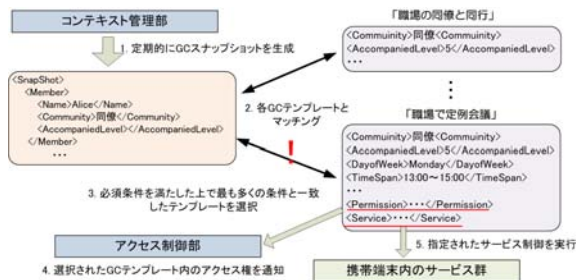 コンテキスト管理部
「職場の同僚と同行」
1. 定期的にGCスナップショットを生成
<Commuinity>同僚<Community>
<AccompaniedLevel>5</AccompaniedLevel>
・・・
<SnapShot>
<Member>
<Name>Alice</Name>
<Community>同僚</Community>
<AccompaniedLevel></AccompaniedLevel>
</Member>
・・・
2. 各GCテンプレートと
マッチング
「職場で定例会議」
<Commuinity>同僚<Community>
<AccompaniedLevel>5</AccompaniedLevel>
<DayofWeek>Monday</DayofWeek>
<TimeSpan>13:00～15:00</TimeSpan>
・・・
<Permission>・・・</Permission>
<Service>・・・</Service>
!
3. 必須条件を満たした上で最も多くの条件と一致
したテンプレートを選択
アクセス制御部
4. 選択されたGCテンプレート内のアクセス権を通知
5. 指定されたサービス制御を実行
携帯端末内のサービス群